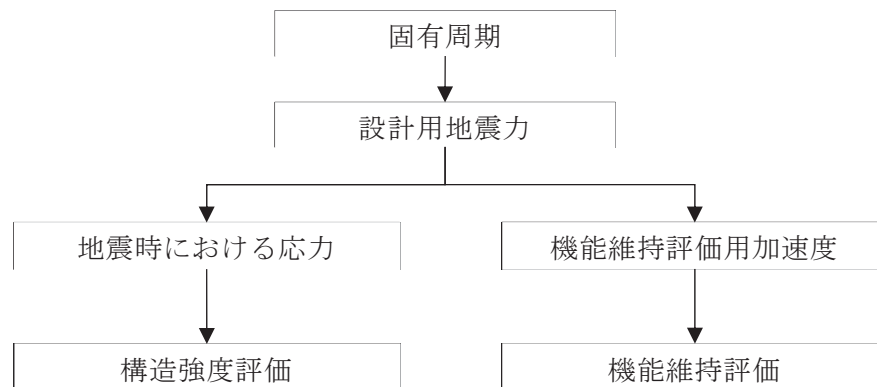 固有周期
設計用地震力
地震時における応力
機能維持評価用加速度
構造強度評価
機能維持評価